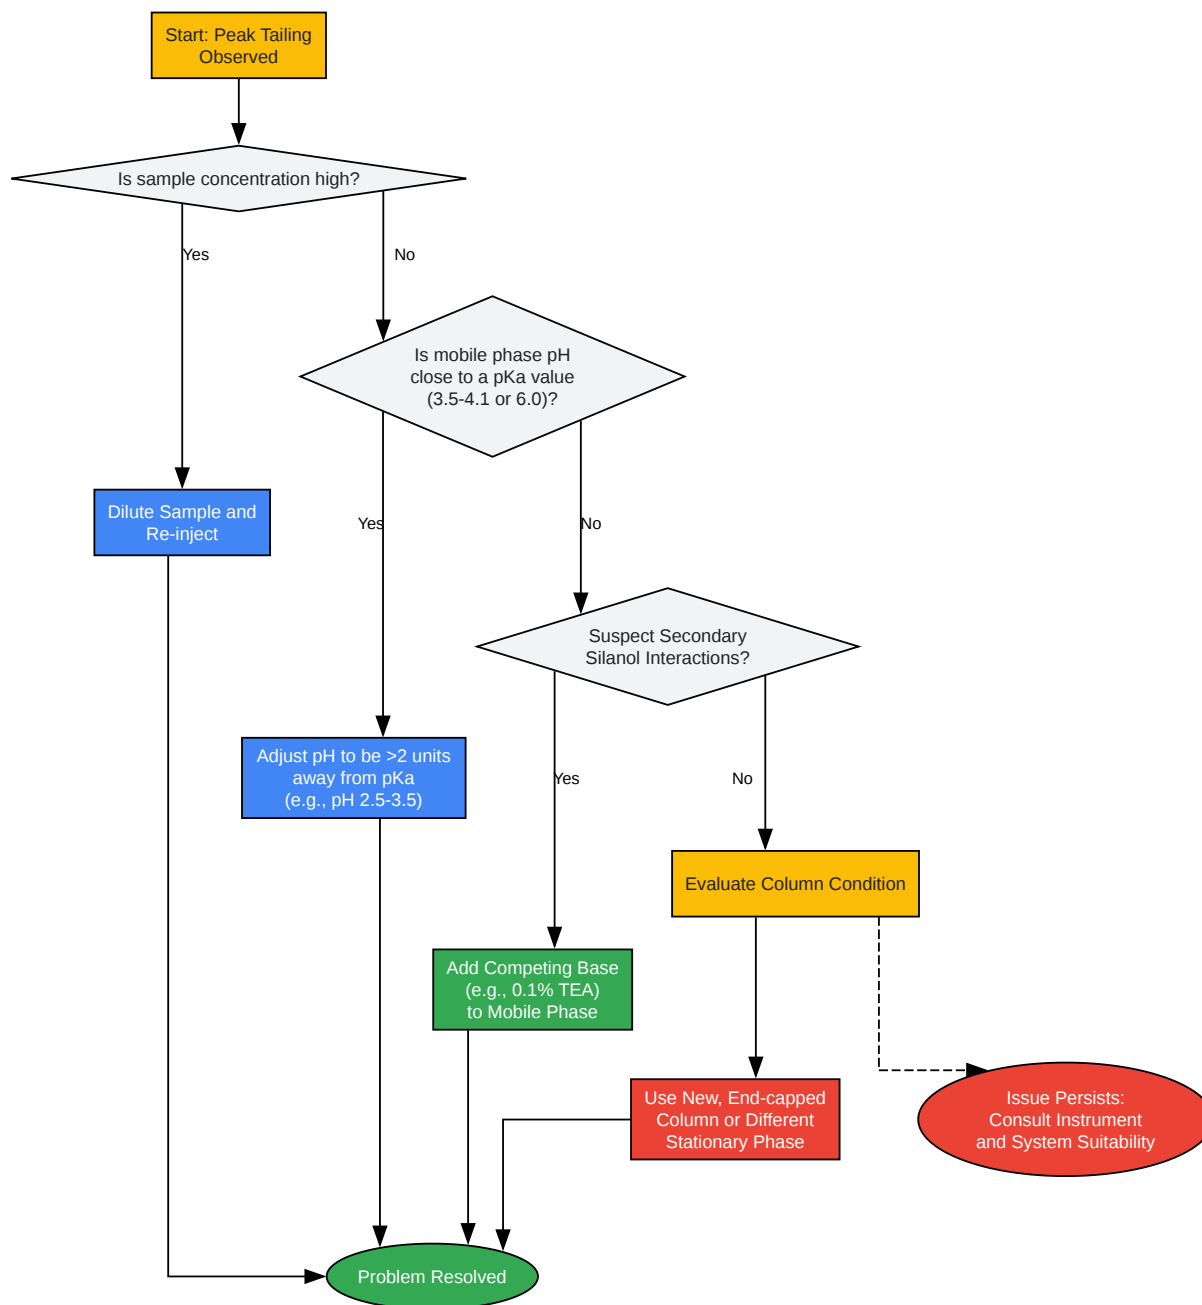 Start: Peak Tailing
Observed
Is sample concentration high?
Yes
No
Is mobile phase pH
close to a pKa value
(3.5-4.1 or 6.0)?
Dilute Sample and
Re-inject
Yes
No
Suspect Secondary
Silanol Interactions?
Adjust pH to be >2 units
away from pKa
(e.g., pH 2.5-3.5)
Yes
No
Evaluate Column Condition
Add Competing Base
(e.g., 0.1% TEA)
to Mobile Phase
Use New, End-capped
Column or Different
Stationary Phase
Issue Persists:
Consult Instrument
and System Suitability
Problem Resolved